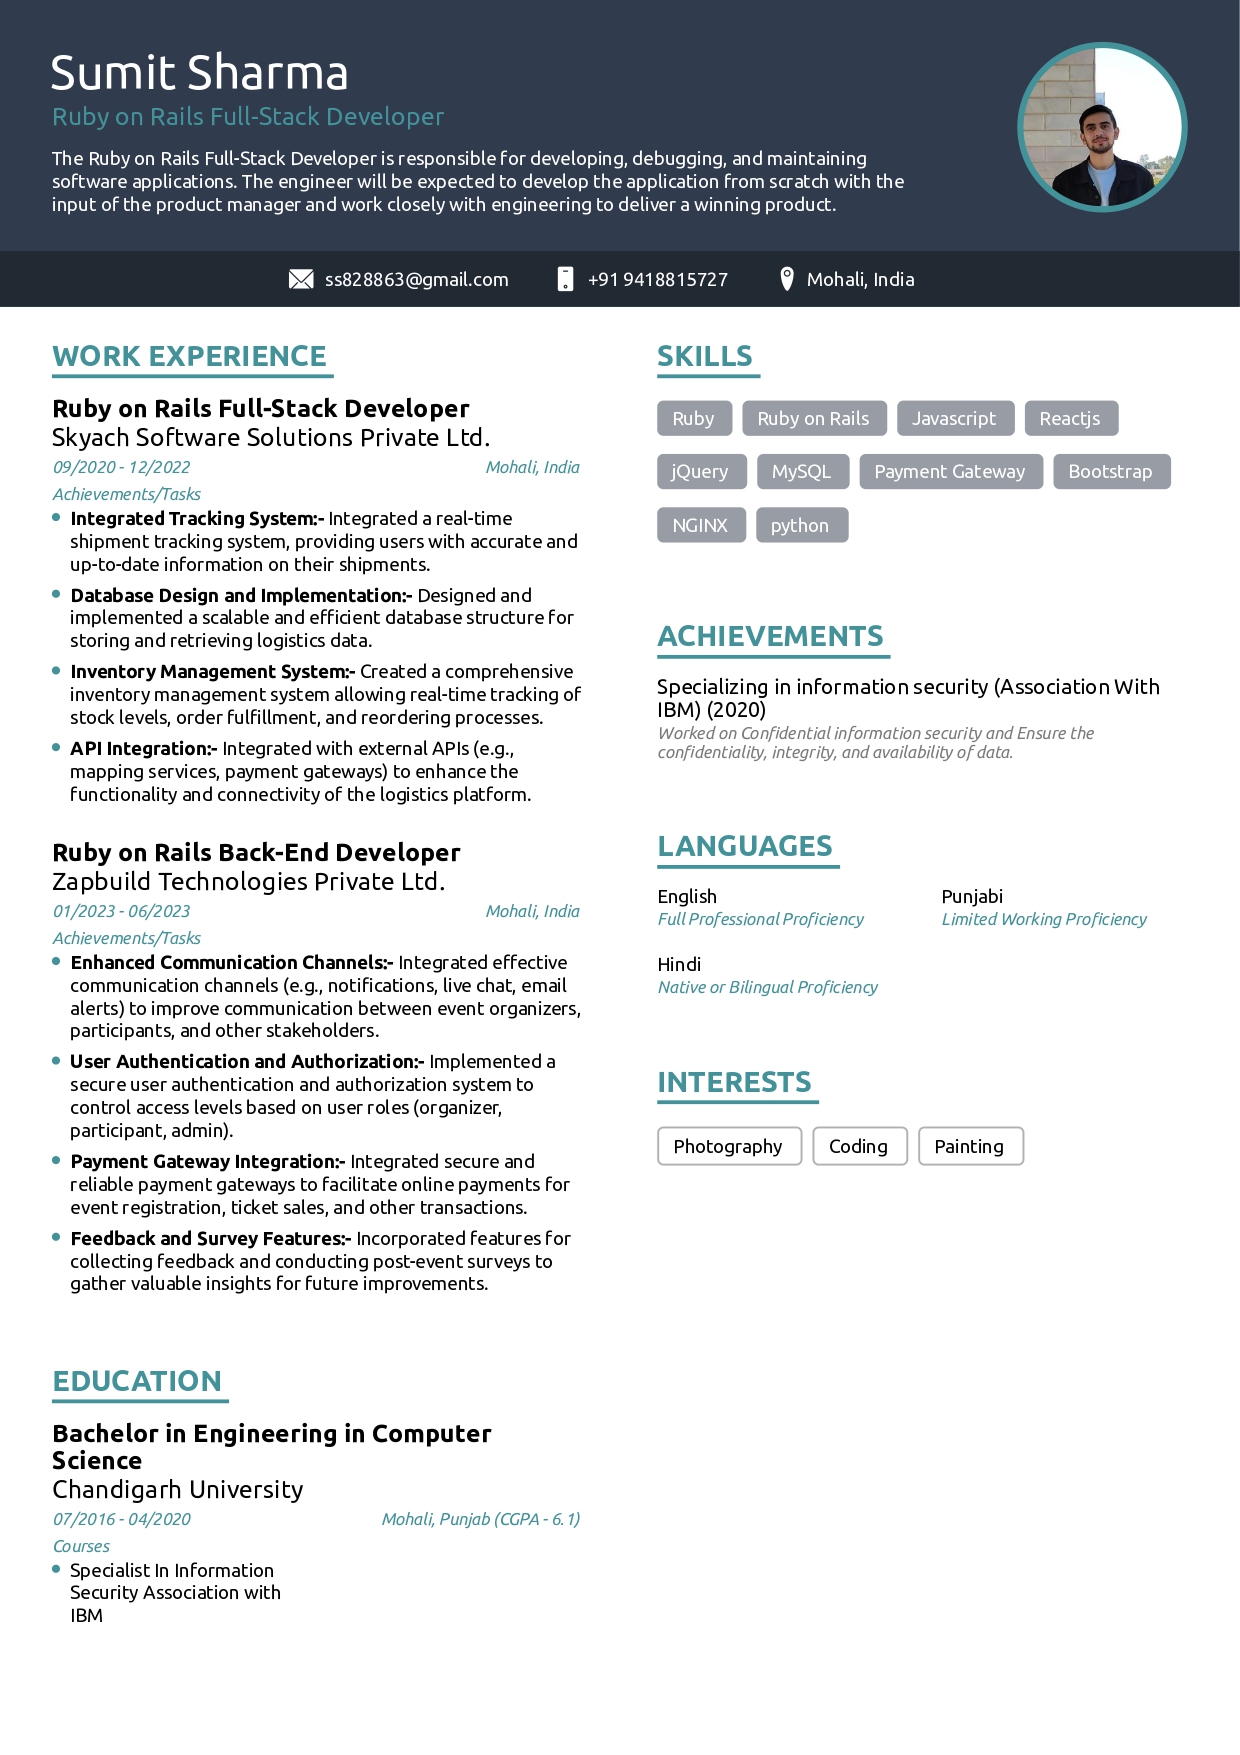 Sumit Sharma
Ruby on Rails Full-Stack Developer
The Ruby on Rails Full-Stack Developer is responsible for developing, debugging, and maintaining
software applications. The engineer will be expected to develop the application from scratch with the
input of the product manager and work closely with engineering to deliver a winning product.
ss828863@gmail.com
+91 9418815727
Mohali, India
WORK EXPERIENCE
Ruby on Rails Full-Stack Developer
Skyach Software Solutions Private Ltd.
09/2020 - 12/2022 Mohali, India
Achievements/Tasks
Integrated Tracking System:- Integrated a real-time
shipment tracking system, providing users with accurate and
up-to-date information on their shipments.
Database Design and Implementation:- Designed and
implemented a scalable and efficient database structure for
storing and retrieving logistics data.
Inventory Management System:- Created a comprehensive
inventory management system allowing real-time tracking of
stock levels, order fulfillment, and reordering processes.
API Integration:- Integrated with external APIs (e.g.,
mapping services, payment gateways) to enhance the
functionality and connectivity of the logistics platform.
Ruby on Rails Back-End Developer
Zapbuild Technologies Private Ltd.
01/2023 - 06/2023 Mohali, India
Achievements/Tasks
Enhanced Communication Channels:- Integrated effective
communication channels (e.g., notifications, live chat, email
alerts) to improve communication between event organizers,
participants, and other stakeholders.
User Authentication and Authorization:- Implemented a
secure user authentication and authorization system to
control access levels based on user roles (organizer,
participant, admin).
Payment Gateway Integration:- Integrated secure and
reliable payment gateways to facilitate online payments for
event registration, ticket sales, and other transactions.
Feedback and Survey Features:- Incorporated features for
collecting feedback and conducting post-event surveys to
gather valuable insights for future improvements.
EDUCATION
Bachelor in Engineering in Computer
Science
Chandigarh University
07/2016 - 04/2020 Mohali, Punjab (CGPA - 6.1)
Courses
Specialist In Information
Security Association with
IBM
SKILLS
Ruby Ruby on Rails Javascript Reactjs
jQuery MySQL Payment Gateway Bootstrap
NGINX python
ACHIEVEMENTS
Specializing in information security (Association With
IBM) (2020)
Worked on Confidential information security and Ensure the
confidentiality, integrity, and availability of data.
LANGUAGES
English Punjabi
Full Professional Proficiency Limited Working Proficiency
Hindi
Native or Bilingual Proficiency
INTERESTS
Photography Coding Painting